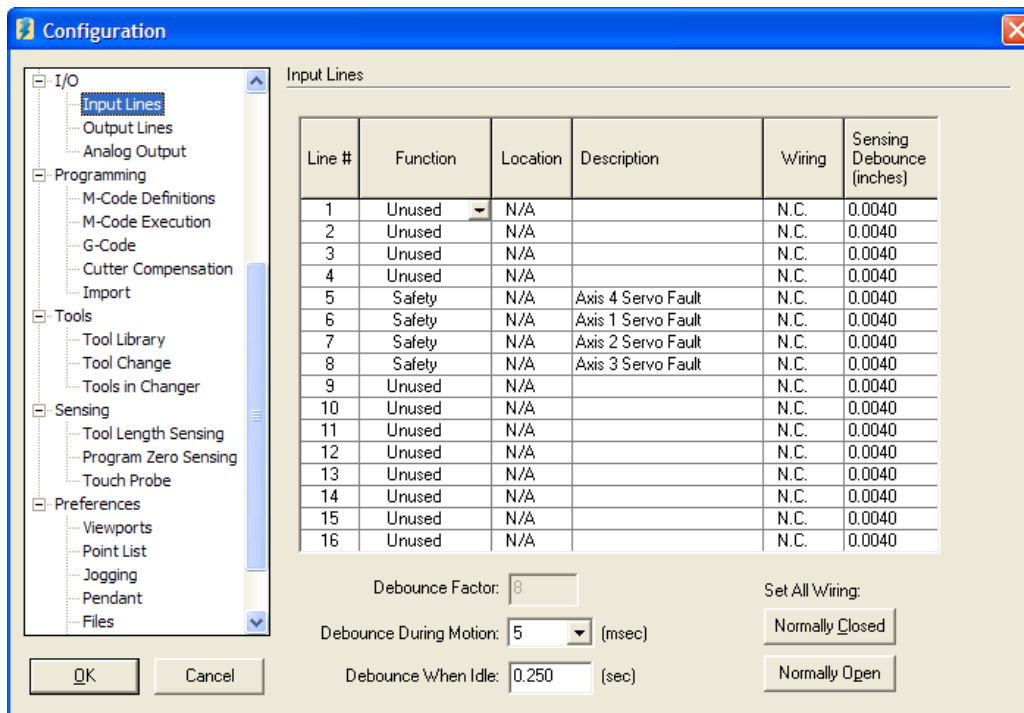 Configuration
I/O
Input Lines
Output Lines
Analog Output
Programming
M-Code Definitions
M-Code Execution
G-Code
Cutter Compensation
Import
Tools
Tool Library
Tool Change
Tools in Changer
Sensing
Tool Length Sensing
Program Zero Sensing
Touch Probe
Preferences
Viewports
Point List
Jogging
Pendant
Files
OK Cancel
Input Lines
Line # Function Location Description Wiring Sensing Debounce (inches)
1 Unused N/A N.C. 0.0040
2 Unused N/A N.C. 0.0040
3 Unused N/A N.C. 0.0040
4 Unused N/A N.C. 0.0040
5 Safety N/A Axis 4 Servo Fault N.C. 0.0040
6 Safety N/A Axis 1 Servo Fault N.C. 0.0040
7 Safety N/A Axis 2 Servo Fault N.C. 0.0040
8 Safety N/A Axis 3 Servo Fault N.C. 0.0040
9 Unused N/A N.C. 0.0040
10 Unused N/A N.C. 0.0040
11 Unused N/A N.C. 0.0040
12 Unused N/A N.C. 0.0040
13 Unused N/A N.C. 0.0040
14 Unused N/A N.C. 0.0040
15 Unused N/A N.C. 0.0040
16 Unused N/A N.C. 0.0040
Debounce Factor: 8
Debounce During Motion: 5 (msec)
Debounce When Idle: 0.250 (sec)
Set All Wiring:
Normally Closed
Normally Open